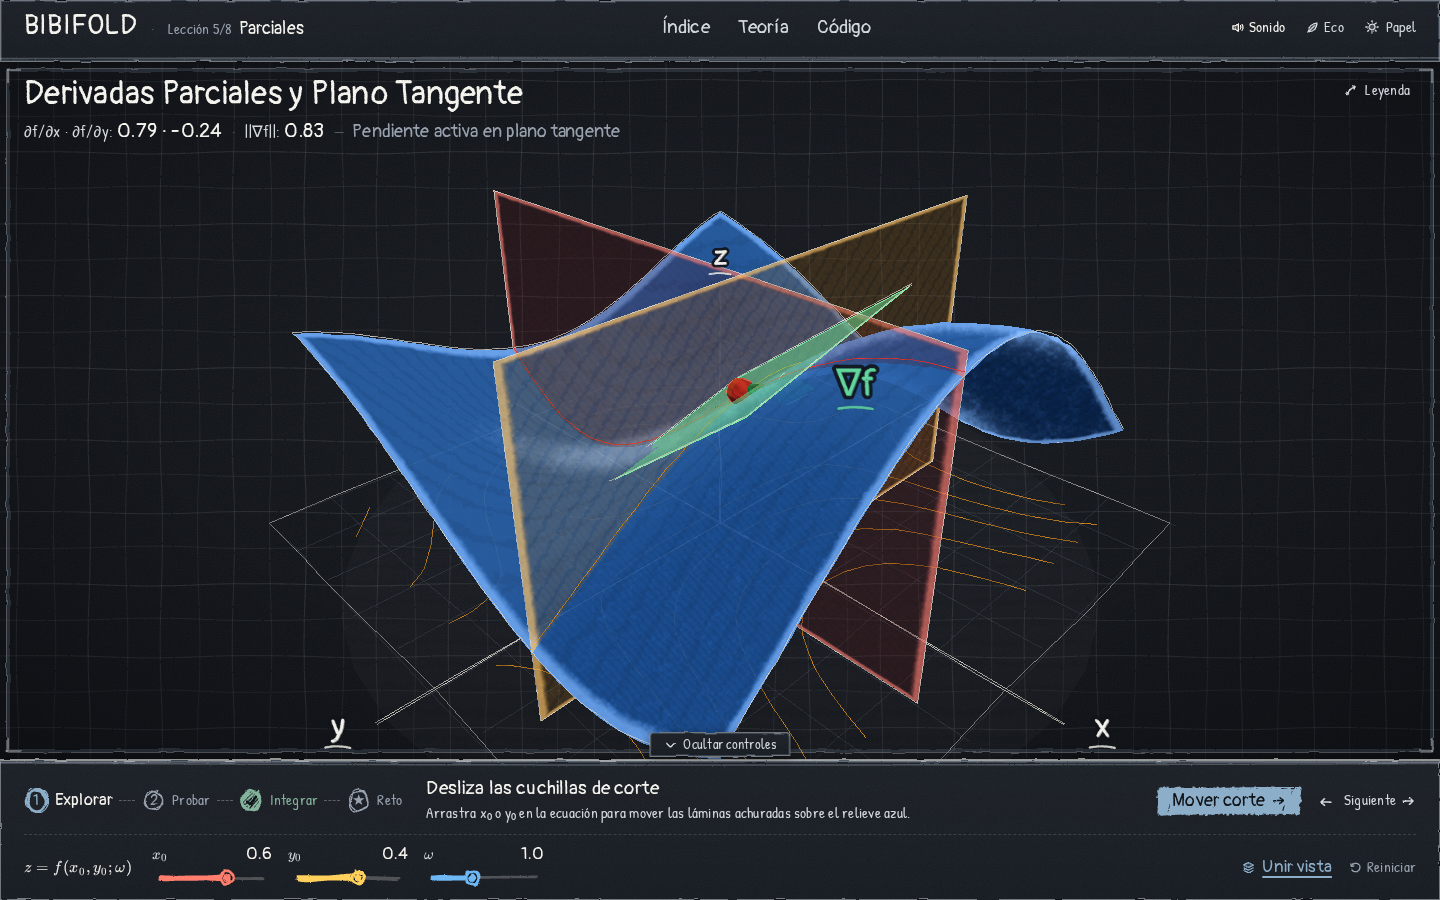 BIBIFOLD · Lección 5/8 Parciales
Índice Teoría Código
Sonido Eco Papel
Derivadas Parciales y Plano Tangente
Leyenda
∂f/∂x · ∂f/∂y: 0.79 · -0.24 · ||∇f||: 0.83 — Pendiente activa en plano tangente
z
∇f
y
x
Ocultar controles
1 Explorar 2 Probar Integrar Reto
Desliza las cuchillas de corte
Arrastra x₀ o y₀ en la ecuación para mover las láminas achuradas sobre el relieve azul.
Mover corte → ← Siguiente →
z = f(x₀, y₀; ω)
x₀ 0.6 y₀ 0.4 ω 1.0
Unir vista Reiniciar